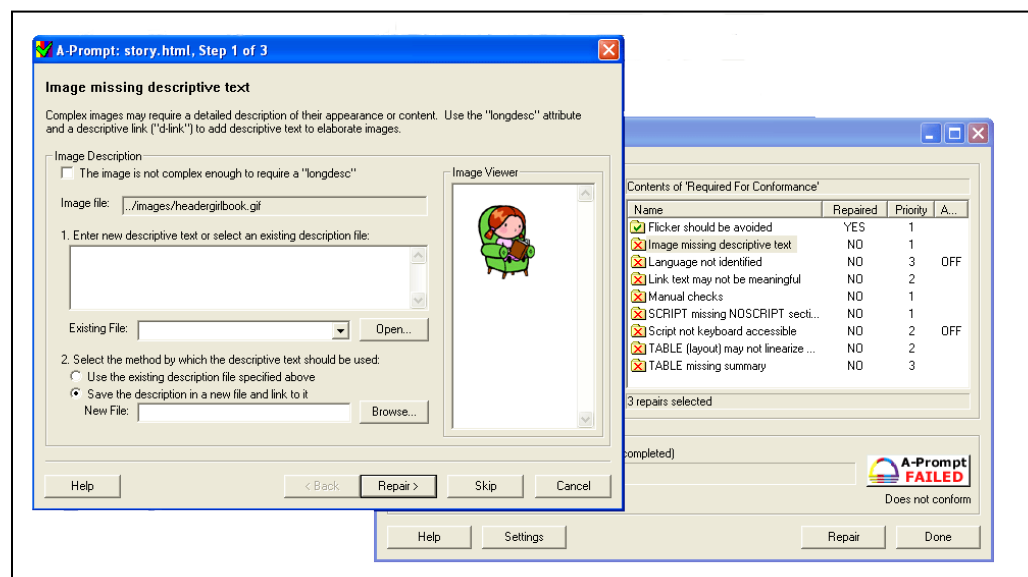 A-Prompt: story.html, Step 1 of 3
Image missing descriptive text
Complex images may require a detailed description of their appearance or content. Use the "longdesc" attribute
and a descriptive link ("d-link") to add descriptive text to elaborate images.
Image Description
The image is not complex enough to require a "longdesc"
Image file: ../images/headergirlbook.gif
1. Enter new descriptive text or select an existing description file:
Existing File: Open...
2. Select the method by which the descriptive text should be used:
Use the existing description file specified above
Save the description in a new file and link to it
New File: Browse...
Image Viewer
Help < Back Repair > Skip Cancel
Contents of 'Required For Conformance'
Name Repaired Priority A...
Flicker should be avoided YES 1
Image missing descriptive text NO 1
Language not identified NO 3 OFF
Link text may not be meaningful NO 2
Manual checks NO 1
SCRIPT missing NOSCRIPT secti... NO 1
Script not keyboard accessible NO 2 OFF
TABLE (layout) may not linearize ... NO 2
TABLE missing summary NO 3
3 repairs selected
completed)
A-Prompt
FAILED
Does not conform
Help Settings Repair Done